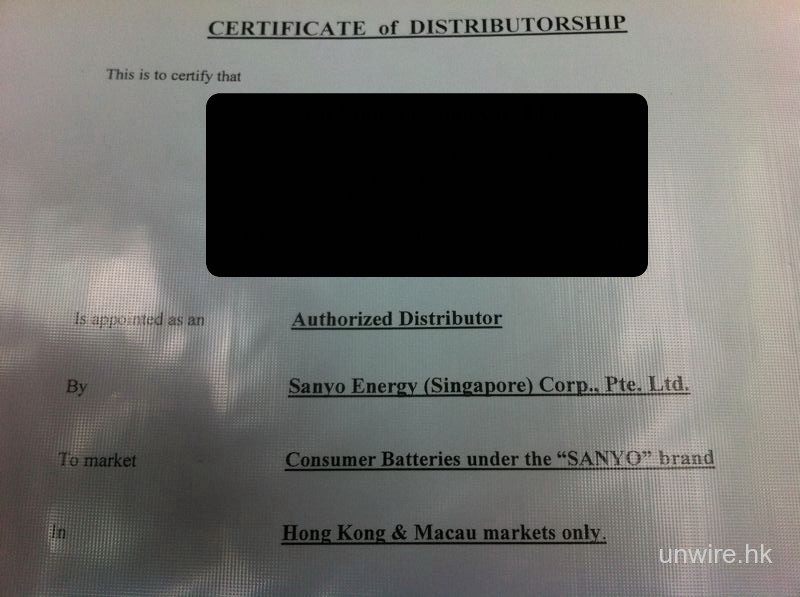 CERTIFICATE of DISTRIBUTORSHIP
This is to certify that
Is appointed as an Authorized Distributor
By Sanyo Energy (Singapore) Corp., Pte. Ltd.
To market Consumer Batteries under the “SANYO” brand
In Hong Kong & Macau markets only.
unwire.hk